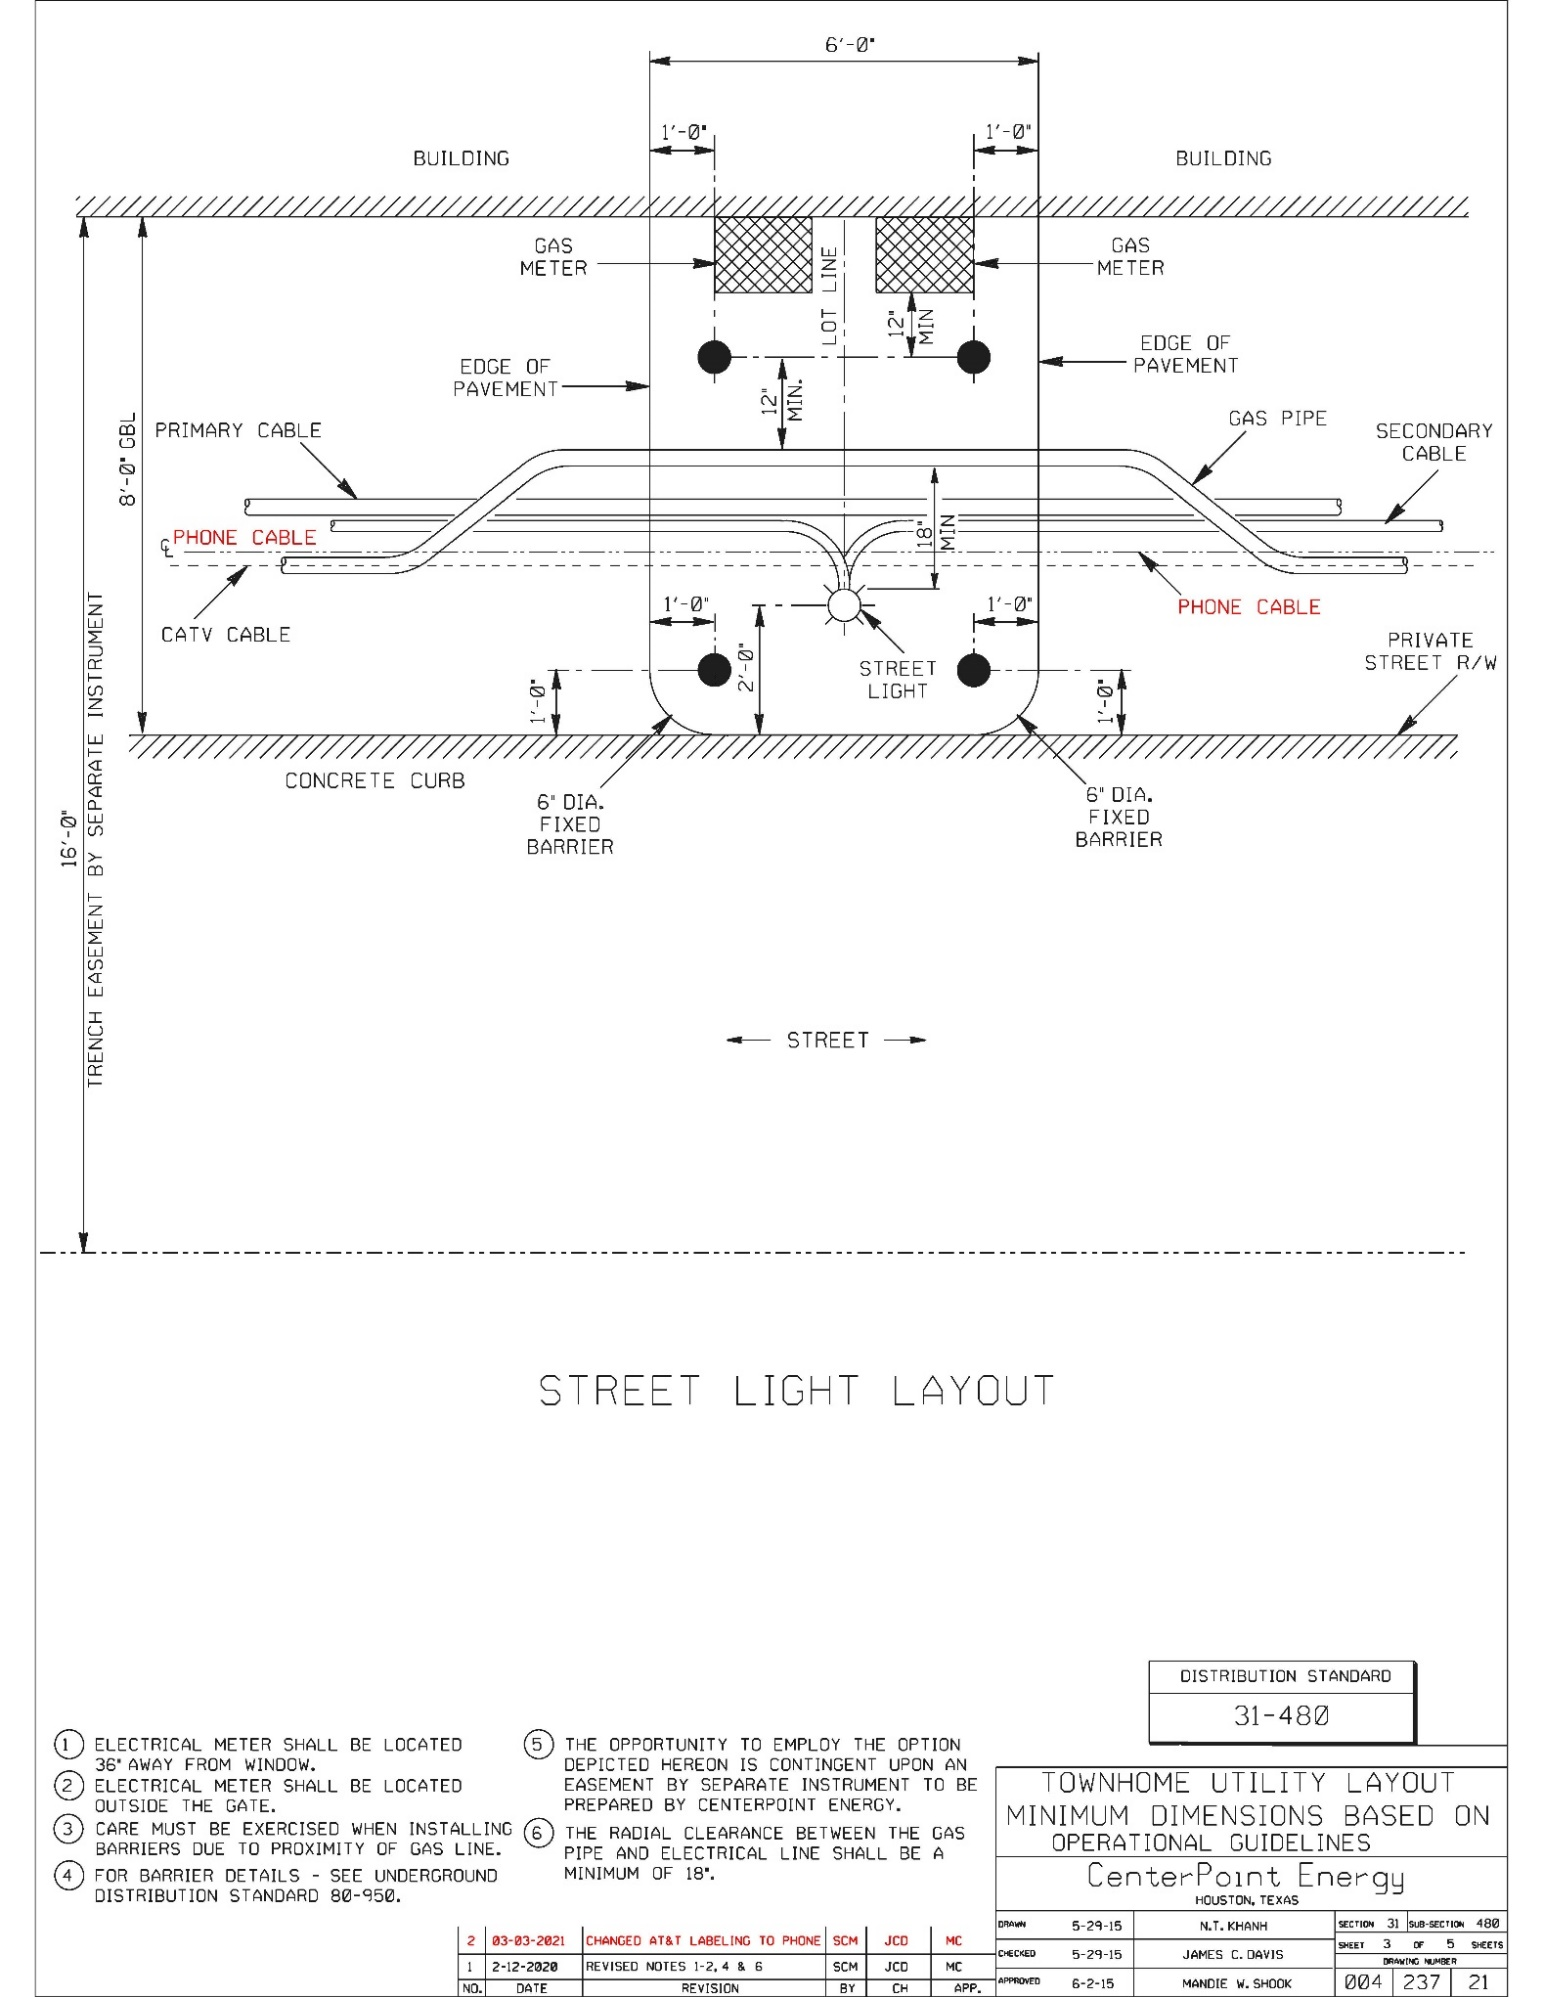 6'-0"
1'-0"
1'-0"
BUILDING
BUILDING
GAS
METER
LOT LINE
GAS
METER
12"
MIN
EDGE OF
PAVEMENT
EDGE OF
PAVEMENT
12"
MIN.
8'-0" GBL
PRIMARY CABLE
GAS PIPE
SECONDARY
CABLE
PHONE CABLE
18"
MIN
CATV CABLE
1'-0"
1'-0"
PHONE CABLE
2'-0"
STREET
LIGHT
PRIVATE
STREET R/W
1'-0"
1'-0"
CONCRETE CURB
6" DIA.
FIXED
BARRIER
6" DIA.
FIXED
BARRIER
16'-0"
TRENCH EASEMENT BY SEPARATE INSTRUMENT
STREET
STREET LIGHT LAYOUT
DISTRIBUTION STANDARD
31-480
1 ELECTRICAL METER SHALL BE LOCATED
36" AWAY FROM WINDOW.
2 ELECTRICAL METER SHALL BE LOCATED
OUTSIDE THE GATE.
3 CARE MUST BE EXERCISED WHEN INSTALLING
BARRIERS DUE TO PROXIMITY OF GAS LINE.
4 FOR BARRIER DETAILS - SEE UNDERGROUND
DISTRIBUTION STANDARD 80-950.
5 THE OPPORTUNITY TO EMPLOY THE OPTION
DEPICTED HEREON IS CONTINGENT UPON AN
EASEMENT BY SEPARATE INSTRUMENT TO BE
PREPARED BY CENTERPOINT ENERGY.
6 THE RADIAL CLEARANCE BETWEEN THE GAS
PIPE AND ELECTRICAL LINE SHALL BE A
MINIMUM OF 18".
TOWNHOME UTILITY LAYOUT
MINIMUM DIMENSIONS BASED ON
OPERATIONAL GUIDELINES
CenterPoint Energy
HOUSTON, TEXAS
DRAWN 5-29-15 N.T. KHANH
CHECKED 5-29-15 JAMES C. DAVIS
APPROVED 6-2-15 MANDIE W. SHOOK
SECTION 31 SUB-SECTION 480
SHEET 3 OF 5 SHEETS
DRAWING NUMBER
004 237 21
2 03-03-2021 CHANGED AT&T LABELING TO PHONE SCM JCD MC
1 2-12-2020 REVISED NOTES 1-2, 4 & 6 SCM JCD MC
NO. DATE REVISION BY CH APP.